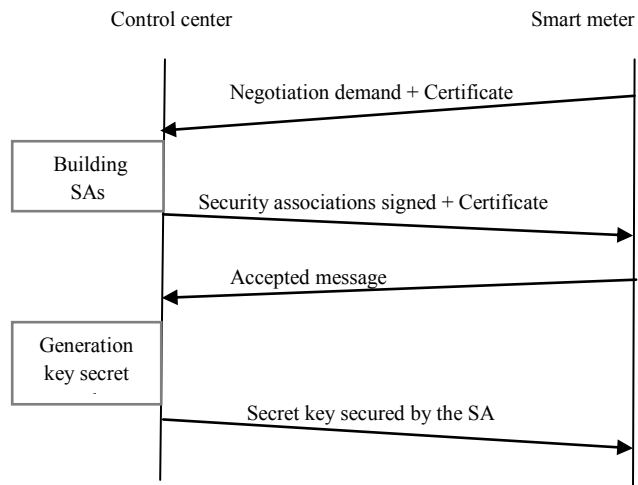 Control center
Smart meter
Negotiation demand + Certificate
Building
SAs
Security associations signed + Certificate
Accepted message
Generation
key secret
Secret key secured by the SA